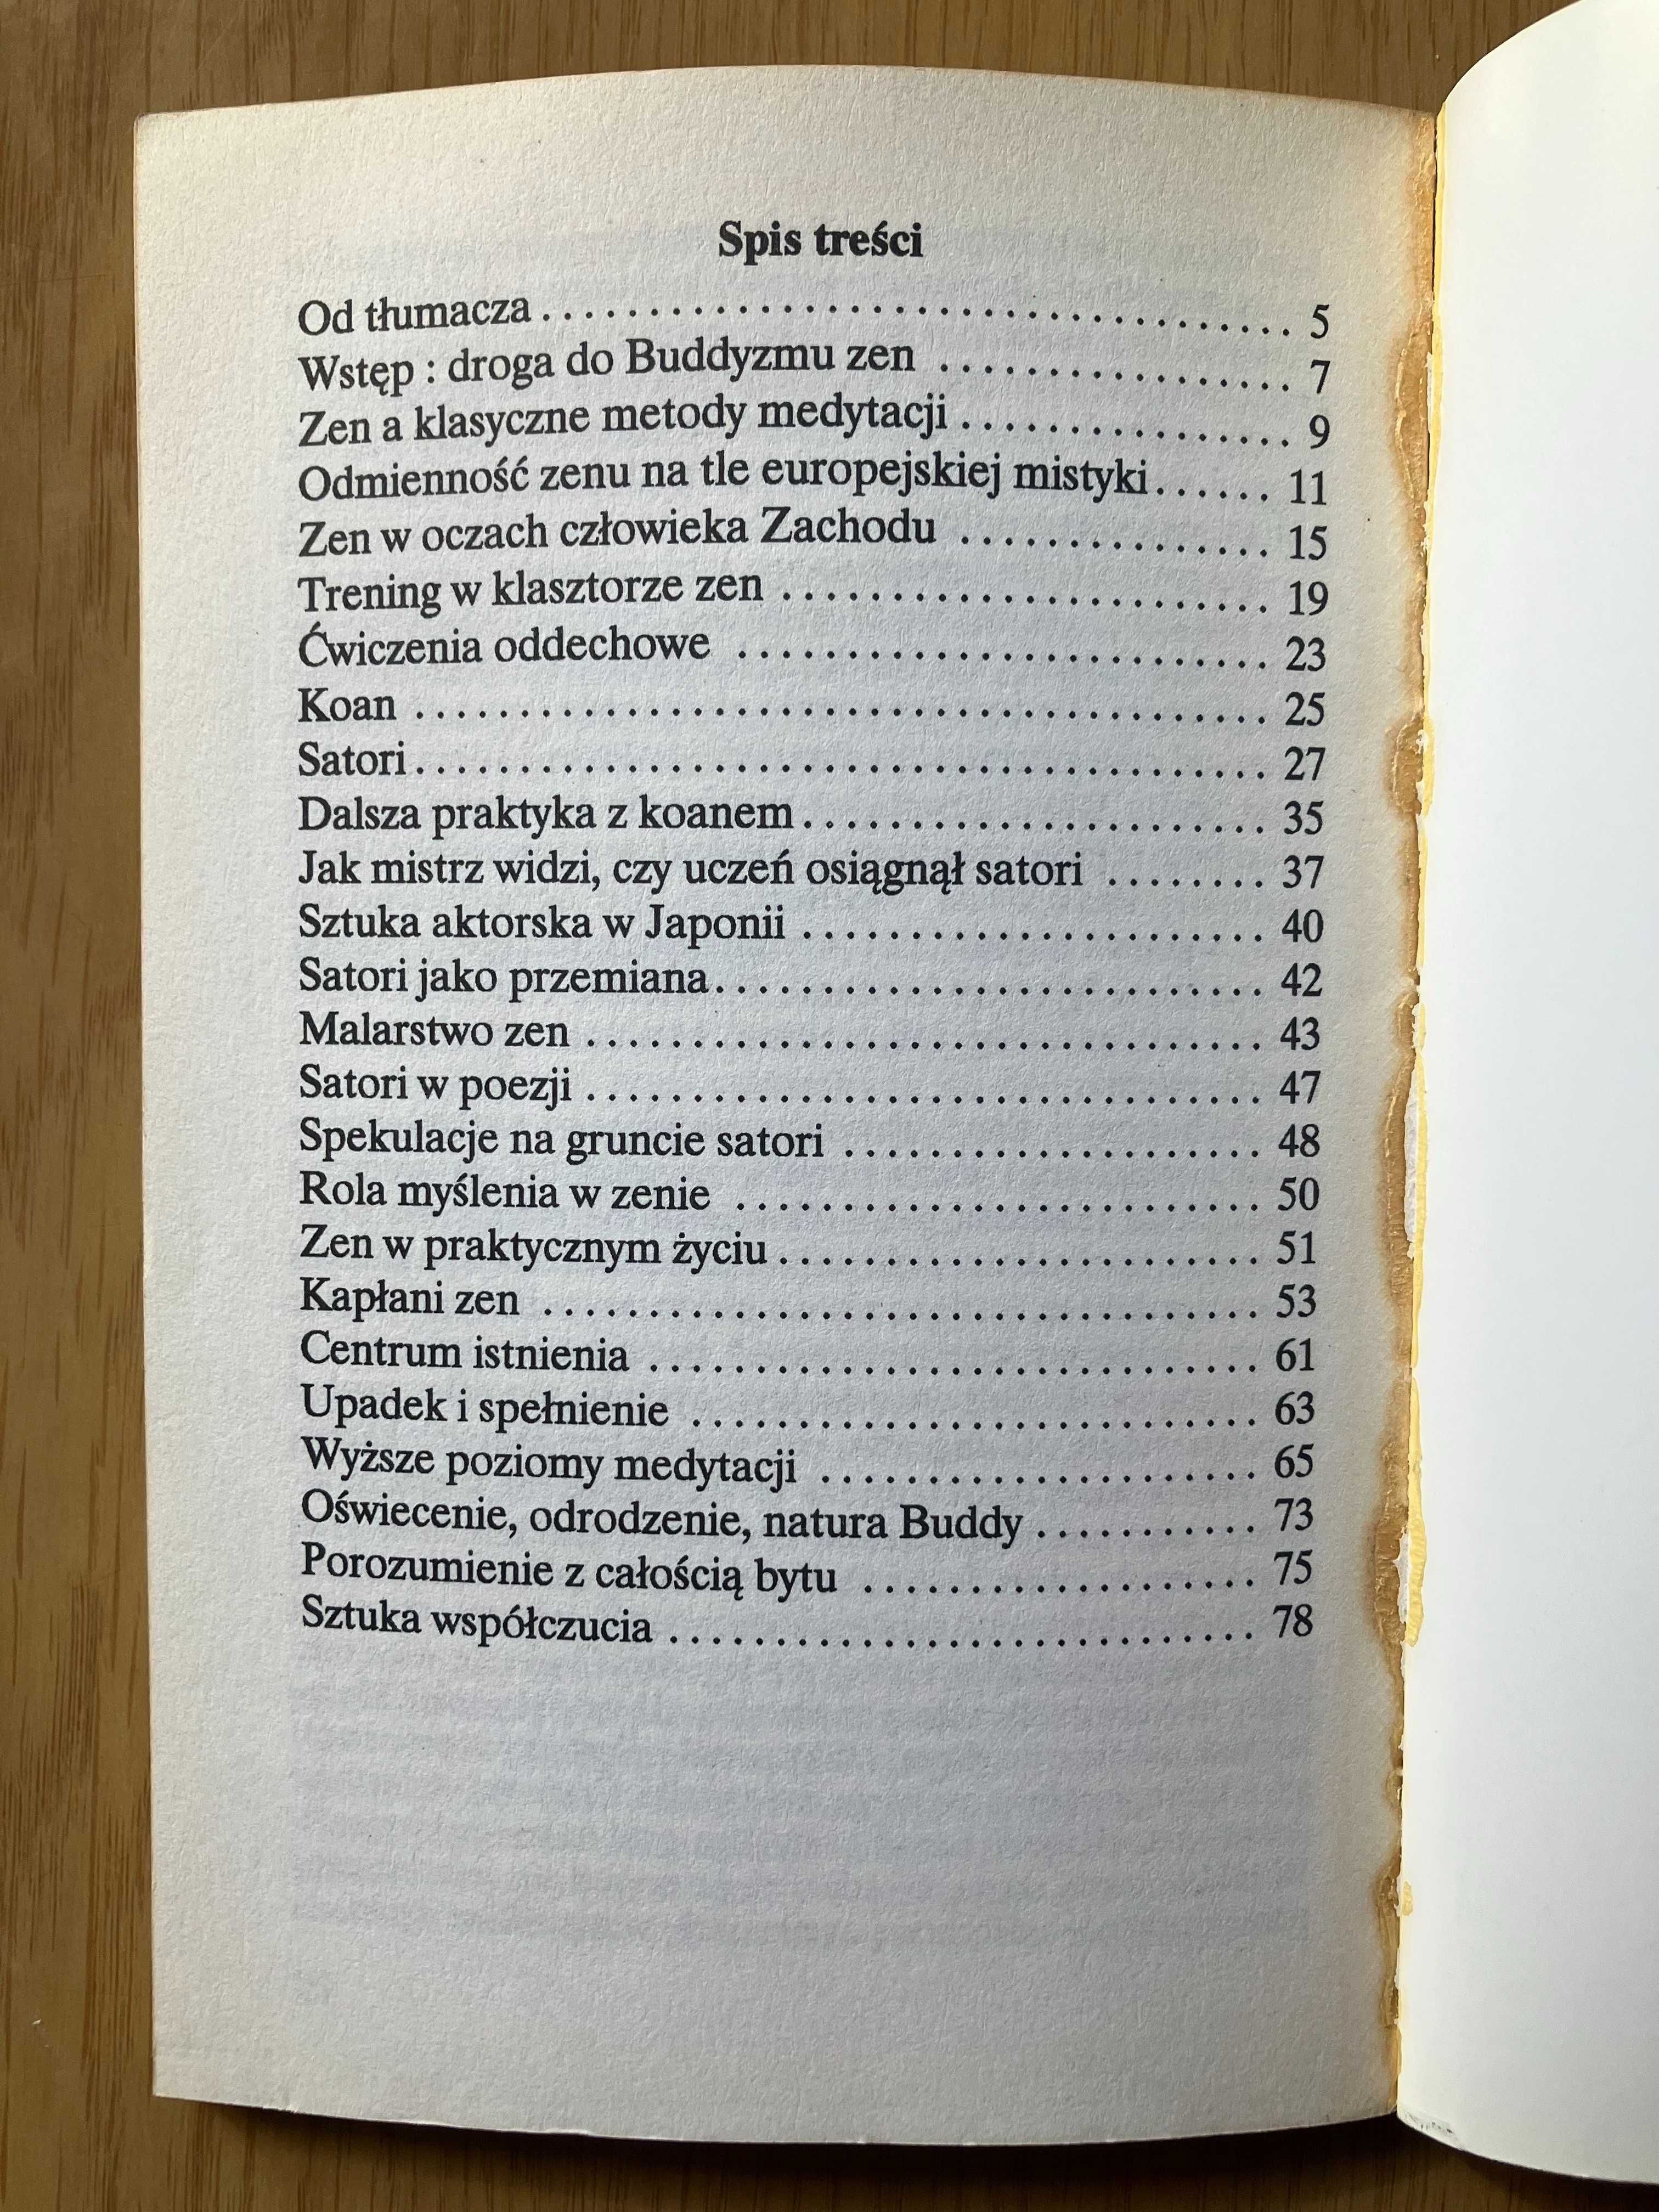 Spis treści
Od tłumacza . . . . . . . . . . . . . . . . . . . . . . . . . . . . . . . . . . . 5
Wstęp : droga do Buddyzmu zen . . . . . . . . . . . . . . . . . 7
Zen a klasyczne metody medytacji . . . . . . . . . . . . . . . . 9
Odmienność zenu na tle europejskiej mistyki . . . . . . 11
Zen w oczach człowieka Zachodu . . . . . . . . . . . . . . . 15
Trening w klasztorze zen . . . . . . . . . . . . . . . . . . . . . . . 19
Ćwiczenia oddechowe . . . . . . . . . . . . . . . . . . . . . . . . . 23
Koan . . . . . . . . . . . . . . . . . . . . . . . . . . . . . . . . . . . . . . . . 25
Satori . . . . . . . . . . . . . . . . . . . . . . . . . . . . . . . . . . . . . . . . 27
Dalsza praktyka z koanem . . . . . . . . . . . . . . . . . . . . . . 35
Jak mistrz widzi, czy uczeń osiągnął satori . . . . . . . . 37
Sztuka aktorska w Japonii . . . . . . . . . . . . . . . . . . . . . . 40
Satori jako przemiana . . . . . . . . . . . . . . . . . . . . . . . . . . 42
Malarstwo zen . . . . . . . . . . . . . . . . . . . . . . . . . . . . . . . . 43
Satori w poezji . . . . . . . . . . . . . . . . . . . . . . . . . . . . . . . . 47
Spekulacje na gruncie satori . . . . . . . . . . . . . . . . . . . . 48
Rola myślenia w zenie . . . . . . . . . . . . . . . . . . . . . . . . . 50
Zen w praktycznym życiu . . . . . . . . . . . . . . . . . . . . . . . 51
Kapłani zen . . . . . . . . . . . . . . . . . . . . . . . . . . . . . . . . . . 53
Centrum istnienia . . . . . . . . . . . . . . . . . . . . . . . . . . . . . 61
Upadek i spełnienie . . . . . . . . . . . . . . . . . . . . . . . . . . . 63
Wyższe poziomy medytacji . . . . . . . . . . . . . . . . . . . . . 65
Oświecenie, odrodzenie, natura Buddy . . . . . . . . . . . 73
Porozumienie z całością bytu . . . . . . . . . . . . . . . . . . . 75
Sztuka współczucia . . . . . . . . . . . . . . . . . . . . . . . . . . . . 78